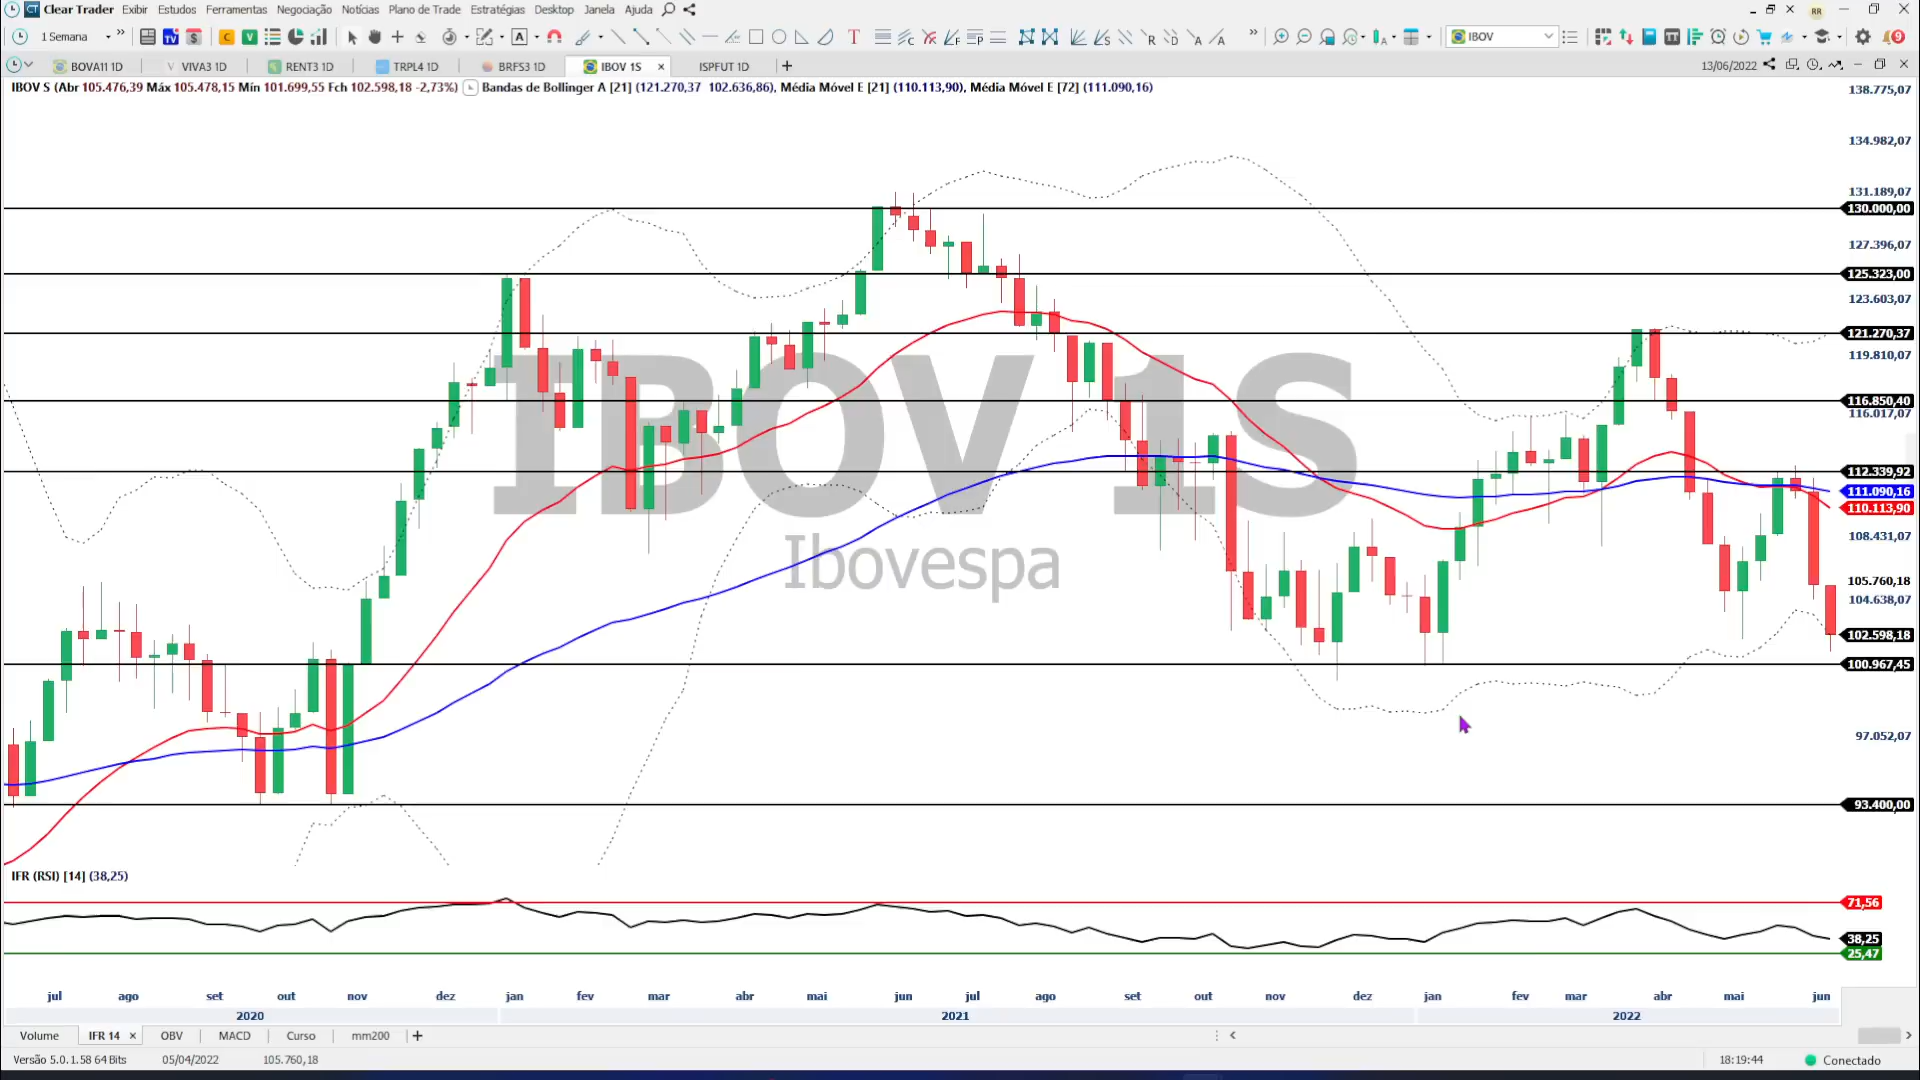 Clear Trader Exibir Estudos Ferramentas Negociação Notícias Plano de Trade Estratégias Desktop Janela Ajuda RR
1 Semana IBOV 9
BOVA11 1D VIVA3 1D RENT3 1D TRPL4 1D BRFS3 1D IBOV 1S x ISPFUT 1D + 13/06/2022
IBOV S (Abr 105.476,39 Máx 105.478,15 Mín 101.699,55 Fch 102.598,18 -2,73%) Bandas de Bollinger A [21] (121.270,37 102.636,86), Média Móvel E [21] (110.113,90), Média Móvel E [72] (111.090,16)
138.775,07
134.982,07
131.189,07
130.000,00
127.396,07
125.323,00
123.603,07
121.270,37
119.810,07
116.850,40
116.017,07
112.339,92
111.090,16
110.113,90
108.431,07
105.760,18
104.638,07
102.598,18
100.967,45
97.052,07
93.400,00
IBOV 1S
Ibovespa
IFR (RSI) [14] (38,25)
71,56
38,25
25,47
jul ago set out nov dez jan fev mar abr mai jun jul ago set out nov dez jan fev mar abr mai jun
2020 2021 2022
Volume IFR 14 x OBV MACD Curso mm200 +
Versão 5.0.1.58 64 Bits 05/04/2022 105.760,18 18:19:44 Conectado